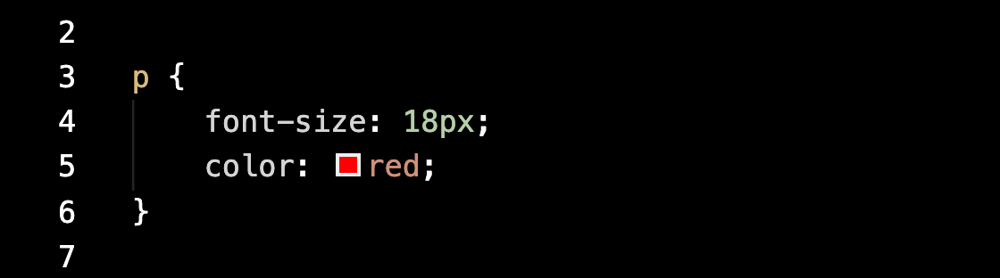 2
3 p {
4     font-size: 18px;
5     color: red;
6 }
7